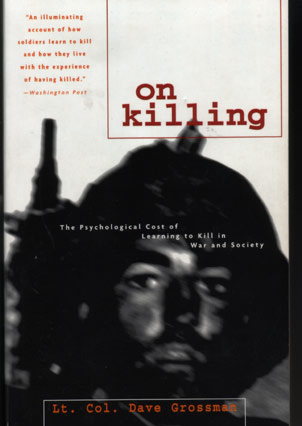 "An illuminating
account of how
soldiers learn to kill
and how they live
with the experience
of having killed."
—Washington Post
on
killing
The Psychological Cost of
Learning to Kill in
War and Society
Lt. Col. Dave Grossman